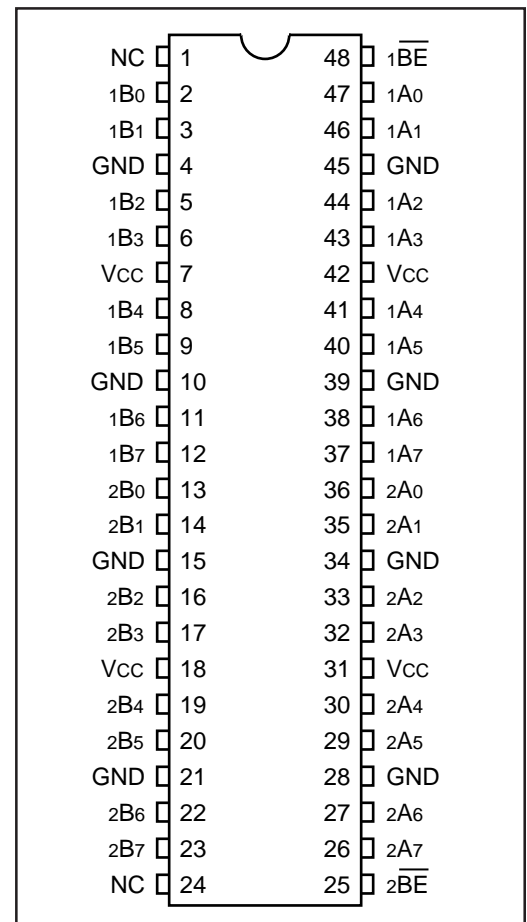 NC 1 48 1B̅E̅
1B0 2 47 1A0
1B1 3 46 1A1
GND 4 45 GND
1B2 5 44 1A2
1B3 6 43 1A3
VCC 7 42 VCC
1B4 8 41 1A4
1B5 9 40 1A5
GND 10 39 GND
1B6 11 38 1A6
1B7 12 37 1A7
2B0 13 36 2A0
2B1 14 35 2A1
GND 15 34 GND
2B2 16 33 2A2
2B3 17 32 2A3
VCC 18 31 VCC
2B4 19 30 2A4
2B5 20 29 2A5
GND 21 28 GND
2B6 22 27 2A6
2B7 23 26 2A7
NC 24 25 2B̅E̅